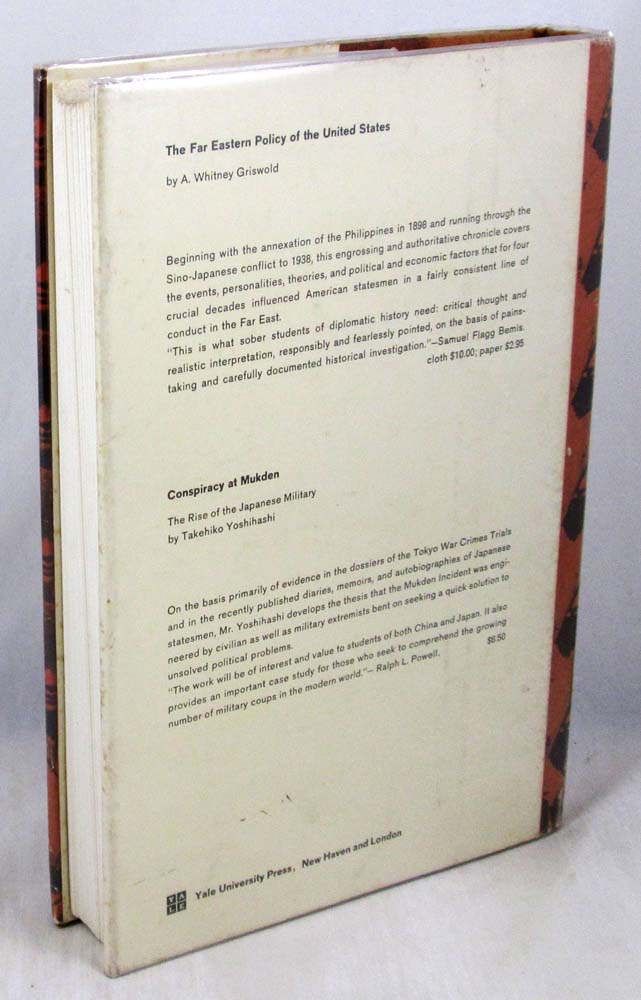 The Far Eastern Policy of the United States
by A. Whitney Griswold
Beginning with the annexation of the Philippines in 1898 and running through the
Sino-Japanese conflict to 1938, this engrossing and authoritative chronicle covers
the events, personalities, theories, and political and economic factors that for four
crucial decades influenced American statesmen in a fairly consistent line of
conduct in the Far East.
"This is what sober students of diplomatic history need: critical thought and
realistic interpretation, responsibly and fearlessly pointed, on the basis of pains-
taking and carefully documented historical investigation."—Samuel Flagg Bemis.
cloth $10.00; paper $2.95
Conspiracy at Mukden
The Rise of the Japanese Military
by Takehiko Yoshihashi
On the basis primarily of evidence in the dossiers of the Tokyo War Crimes Trials
and in the recently published diaries, memoirs, and autobiographies of Japanese
statesmen, Mr. Yoshihashi develops the thesis that the Mukden Incident was engi-
neered by civilian as well as military extremists bent on seeking a quick solution to
unsolved political problems.
"The work will be of interest and value to students of both China and Japan. It also
provides an important case study for those who seek to comprehend the growing
number of military coups in the modern world."— Ralph L. Powell.
$6.50
YA
LE
Yale University Press, New Haven and London